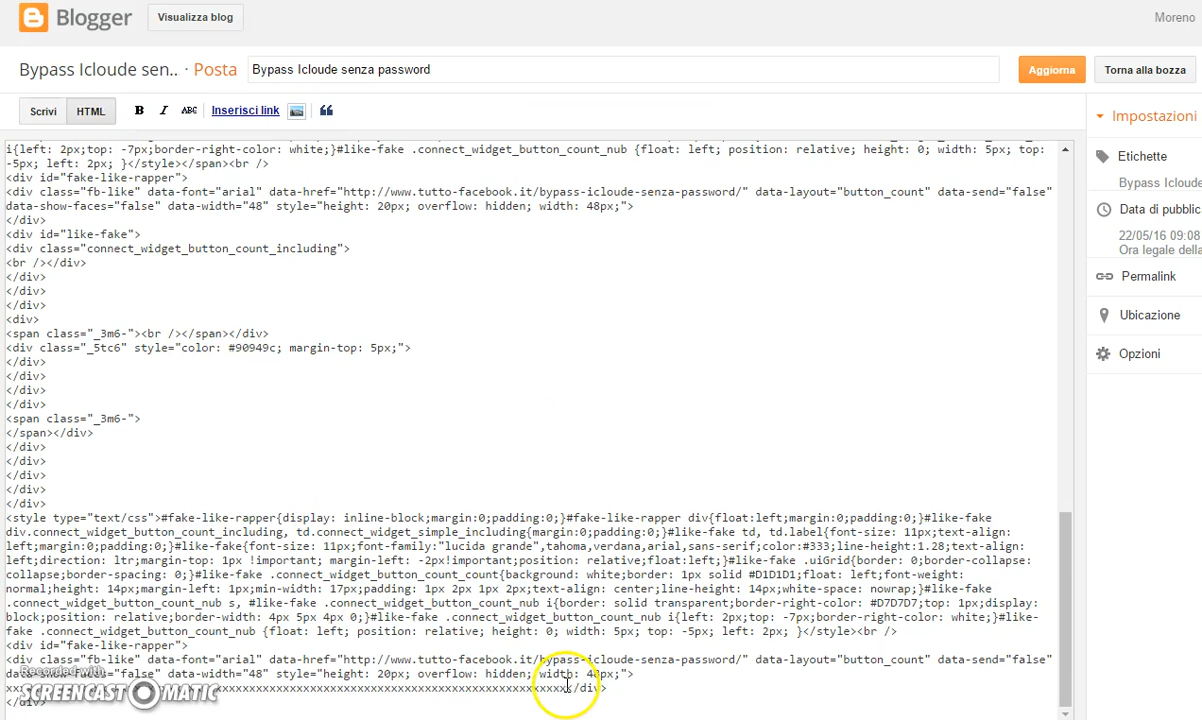 Blogger
Visualizza blog
Moreno
Bypass Icloude sen.. · Posta
Bypass Icloude senza password
Aggiorna
Torna alla bozza
Scrivi
HTML
B I ABC Inserisci link
Impostazioni
i{left: 2px;top: -7px;border-right-color: white;}#like-fake .connect_widget_button_count_nub {float: left; position: relative; height: 0; width: 5px; top:
-5px; left: 2px; }</style></span><br />
<div id="fake-like-rapper">
<div class="fb-like" data-font="arial" data-href="http://www.tutto-facebook.it/bypass-icloude-senza-password/" data-layout="button_count" data-send="false"
data-show-faces="false" data-width="48" style="height: 20px; overflow: hidden; width: 48px;">
</div>
<div id="like-fake">
<div class="connect_widget_button_count_including">
<br /></div>
</div>
</div>
</div>
<div>
<span class="_3m6-"><br /></span></div>
<div class="_5tc6" style="color: #90949c; margin-top: 5px;">
</div>
</div>
</div>
</div>
<span class="_3m6-">
</span></div>
</div>
</div>
</div>
</div>
</div>
<style type="text/css">#fake-like-rapper{display: inline-block;margin:0;padding:0;}#fake-like-rapper div{float:left;margin:0;padding:0;}#like-fake
div.connect_widget_button_count_including, td.connect_widget_simple_including{margin:0;padding:0;}#like-fake td, td.label{font-size: 11px;text-align:
left;margin:0;padding:0;}#like-fake{font-size: 11px;font-family:"lucida grande",tahoma,verdana,arial,sans-serif;color:#333;line-height:1.28;text-align:
left;direction: ltr;margin-top: 1px !important; margin-left: -2px!important;position: relative;float:left;}#like-fake .uiGrid{border: 0;border-collapse:
collapse;border-spacing: 0;}#like-fake .connect_widget_button_count_count{background: white;border: 1px solid #D1D1D1;float: left;font-weight:
normal;height: 14px;margin-left: 1px;min-width: 17px;padding: 1px 2px 1px 2px;text-align: center;line-height: 14px;white-space: nowrap;}#like-fake
.connect_widget_button_count_nub s, #like-fake .connect_widget_button_count_nub i{border: solid transparent;border-right-color: #D7D7D7;top: 1px;display:
block;position: relative;border-width: 4px 5px 4px 0;}#like-fake .connect_widget_button_count_nub i{left: 2px;top: -7px;border-right-color: white;}#like-
fake .connect_widget_button_count_nub {float: left; position: relative; height: 0; width: 5px; top: -5px; left: 2px; }</style><br />
<div id="fake-like-rapper">
<div class="fb-like" data-font="arial" data-href="http://www.tutto-facebook.it/bypass-icloude-senza-password/" data-layout="button_count" data-send="false"
data-show-faces="false" data-width="48" style="height: 20px; overflow: hidden; width: 48px;">
</div>
</div>
Etichette
Bypass Icloude
Data di pubblic
22/05/16 09:08
Ora legale della
Permalink
Ubicazione
Opzioni
Recorded with
SCREENCAST MATIC